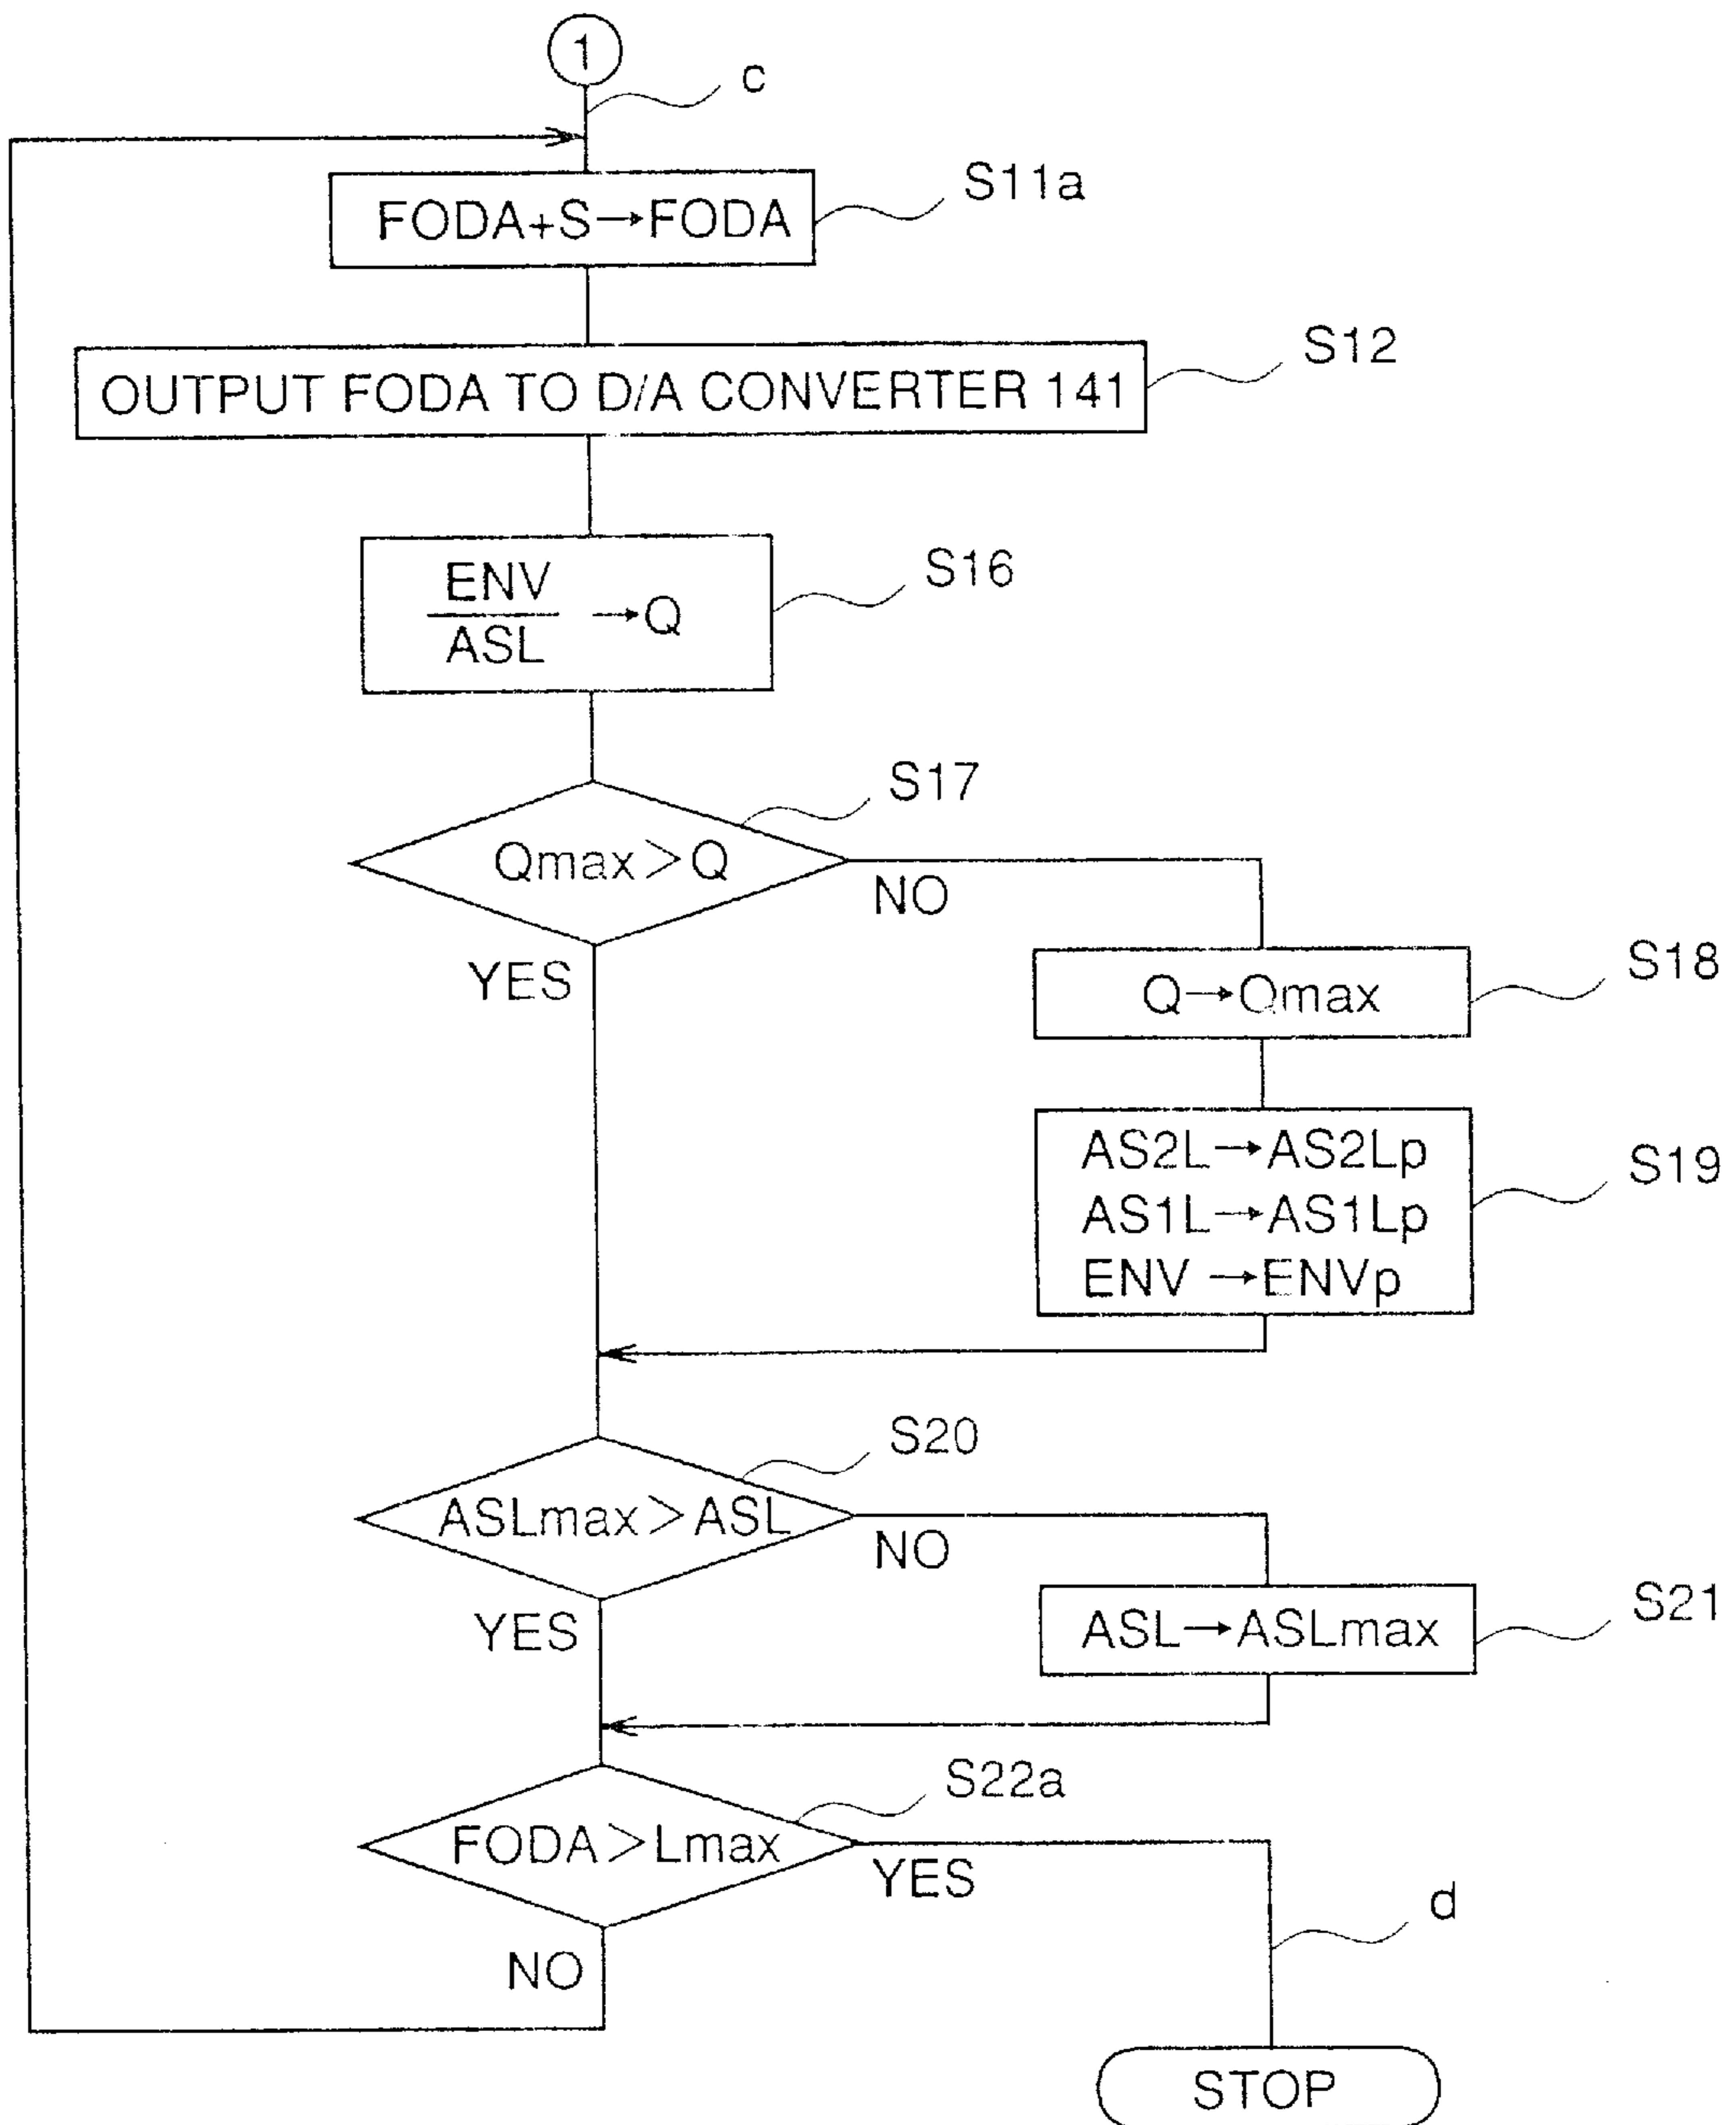 1
c
FODA+S→FODA
S11a
OUTPUT FODA TO D/A CONVERTER 141
S12
ENV
ASL
→Q
S16
Qmax>Q
S17
NO
YES
Q→Qmax
S18
AS2L→AS2Lp
AS1L→AS1Lp
ENV→ENVp
S19
ASLmax>ASL
S20
NO
YES
ASL→ASLmax
S21
FODA>Lmax
S22a
YES
NO
d
STOP